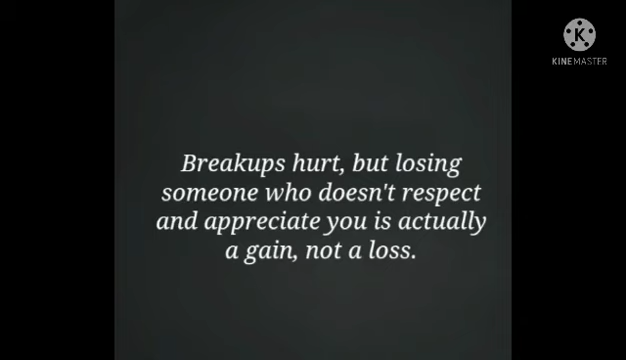 K
KINEMASTER
Breakups hurt, but losing
someone who doesn't respect
and appreciate you is actually
a gain, not a loss.